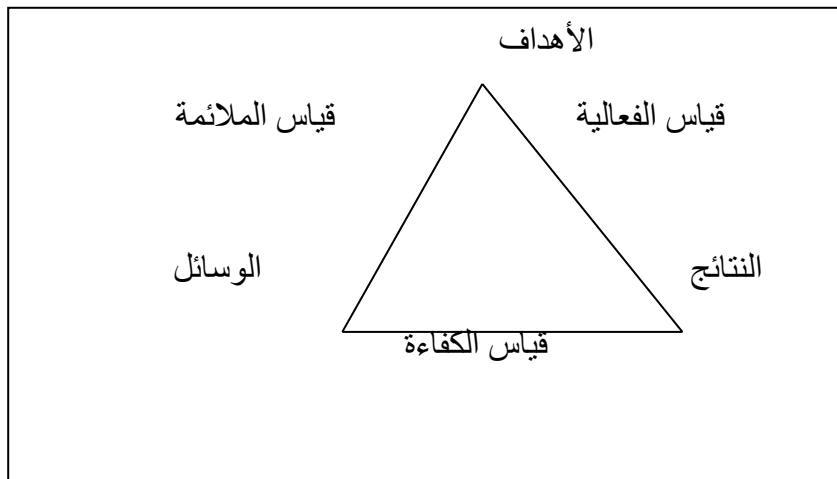 الأهداف
قياس الفعالية
قياس الملائمة
النتائج
الوسائل
قياس الكفاءة